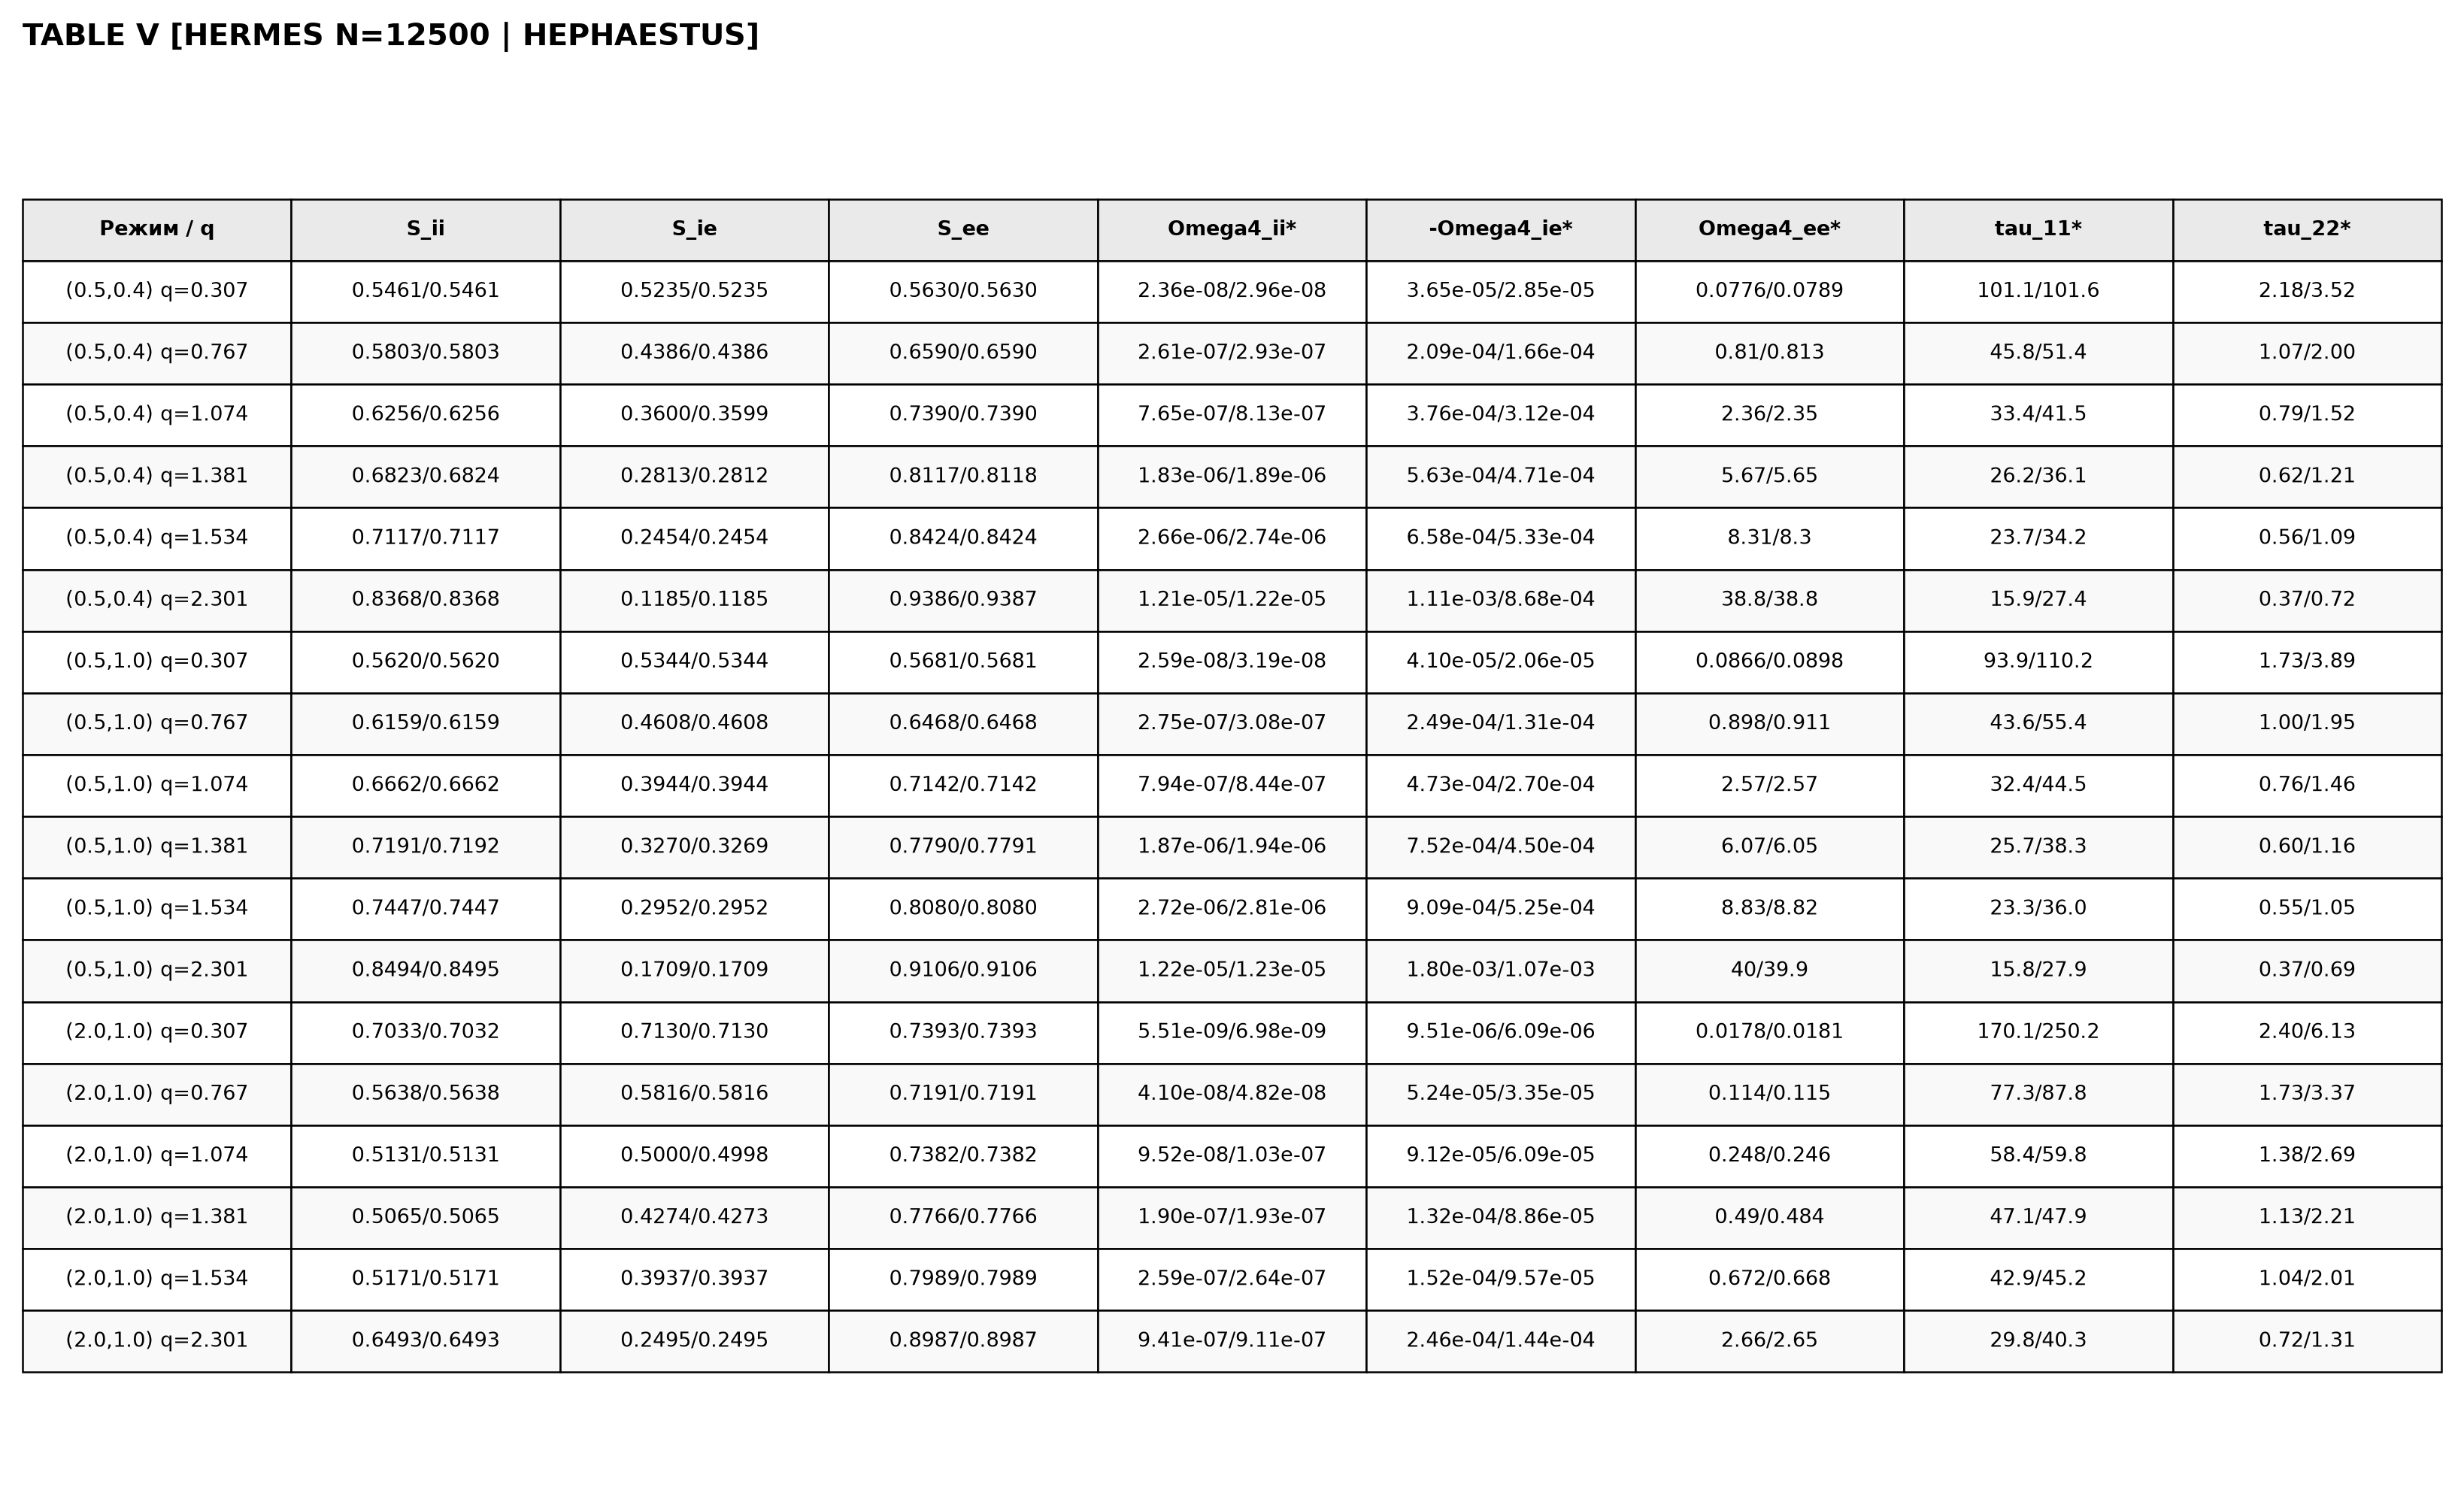 TABLE V [HERMES N=12500 | HEPHAESTUS]
Режим / q S_ii S_ie S_ee Omega4_ii* -Omega4_ie* Omega4_ee* tau_11* tau_22*
(0.5,0.4) q=0.307 0.5461/0.5461 0.5235/0.5235 0.5630/0.5630 2.36e-08/2.96e-08 3.65e-05/2.85e-05 0.0776/0.0789 101.1/101.6 2.18/3.52
(0.5,0.4) q=0.767 0.5803/0.5803 0.4386/0.4386 0.6590/0.6590 2.61e-07/2.93e-07 2.09e-04/1.66e-04 0.81/0.813 45.8/51.4 1.07/2.00
(0.5,0.4) q=1.074 0.6256/0.6256 0.3600/0.3599 0.7390/0.7390 7.65e-07/8.13e-07 3.76e-04/3.12e-04 2.36/2.35 33.4/41.5 0.79/1.52
(0.5,0.4) q=1.381 0.6823/0.6824 0.2813/0.2812 0.8117/0.8118 1.83e-06/1.89e-06 5.63e-04/4.71e-04 5.67/5.65 26.2/36.1 0.62/1.21
(0.5,0.4) q=1.534 0.7117/0.7117 0.2454/0.2454 0.8424/0.8424 2.66e-06/2.74e-06 6.58e-04/5.33e-04 8.31/8.3 23.7/34.2 0.56/1.09
(0.5,0.4) q=2.301 0.8368/0.8368 0.1185/0.1185 0.9386/0.9387 1.21e-05/1.22e-05 1.11e-03/8.68e-04 38.8/38.8 15.9/27.4 0.37/0.72
(0.5,1.0) q=0.307 0.5620/0.5620 0.5344/0.5344 0.5681/0.5681 2.59e-08/3.19e-08 4.10e-05/2.06e-05 0.0866/0.0898 93.9/110.2 1.73/3.89
(0.5,1.0) q=0.767 0.6159/0.6159 0.4608/0.4608 0.6468/0.6468 2.75e-07/3.08e-07 2.49e-04/1.31e-04 0.898/0.911 43.6/55.4 1.00/1.95
(0.5,1.0) q=1.074 0.6662/0.6662 0.3944/0.3944 0.7142/0.7142 7.94e-07/8.44e-07 4.73e-04/2.70e-04 2.57/2.57 32.4/44.5 0.76/1.46
(0.5,1.0) q=1.381 0.7191/0.7192 0.3270/0.3269 0.7790/0.7791 1.87e-06/1.94e-06 7.52e-04/4.50e-04 6.07/6.05 25.7/38.3 0.60/1.16
(0.5,1.0) q=1.534 0.7447/0.7447 0.2952/0.2952 0.8080/0.8080 2.72e-06/2.81e-06 9.09e-04/5.25e-04 8.83/8.82 23.3/36.0 0.55/1.05
(0.5,1.0) q=2.301 0.8494/0.8495 0.1709/0.1709 0.9106/0.9106 1.22e-05/1.23e-05 1.80e-03/1.07e-03 40/39.9 15.8/27.9 0.37/0.69
(2.0,1.0) q=0.307 0.7033/0.7032 0.7130/0.7130 0.7393/0.7393 5.51e-09/6.98e-09 9.51e-06/6.09e-06 0.0178/0.0181 170.1/250.2 2.40/6.13
(2.0,1.0) q=0.767 0.5638/0.5638 0.5816/0.5816 0.7191/0.7191 4.10e-08/4.82e-08 5.24e-05/3.35e-05 0.114/0.115 77.3/87.8 1.73/3.37
(2.0,1.0) q=1.074 0.5131/0.5131 0.5000/0.4998 0.7382/0.7382 9.52e-08/1.03e-07 9.12e-05/6.09e-05 0.248/0.246 58.4/59.8 1.38/2.69
(2.0,1.0) q=1.381 0.5065/0.5065 0.4274/0.4273 0.7766/0.7766 1.90e-07/1.93e-07 1.32e-04/8.86e-05 0.49/0.484 47.1/47.9 1.13/2.21
(2.0,1.0) q=1.534 0.5171/0.5171 0.3937/0.3937 0.7989/0.7989 2.59e-07/2.64e-07 1.52e-04/9.57e-05 0.672/0.668 42.9/45.2 1.04/2.01
(2.0,1.0) q=2.301 0.6493/0.6493 0.2495/0.2495 0.8987/0.8987 9.41e-07/9.11e-07 2.46e-04/1.44e-04 2.66/2.65 29.8/40.3 0.72/1.31